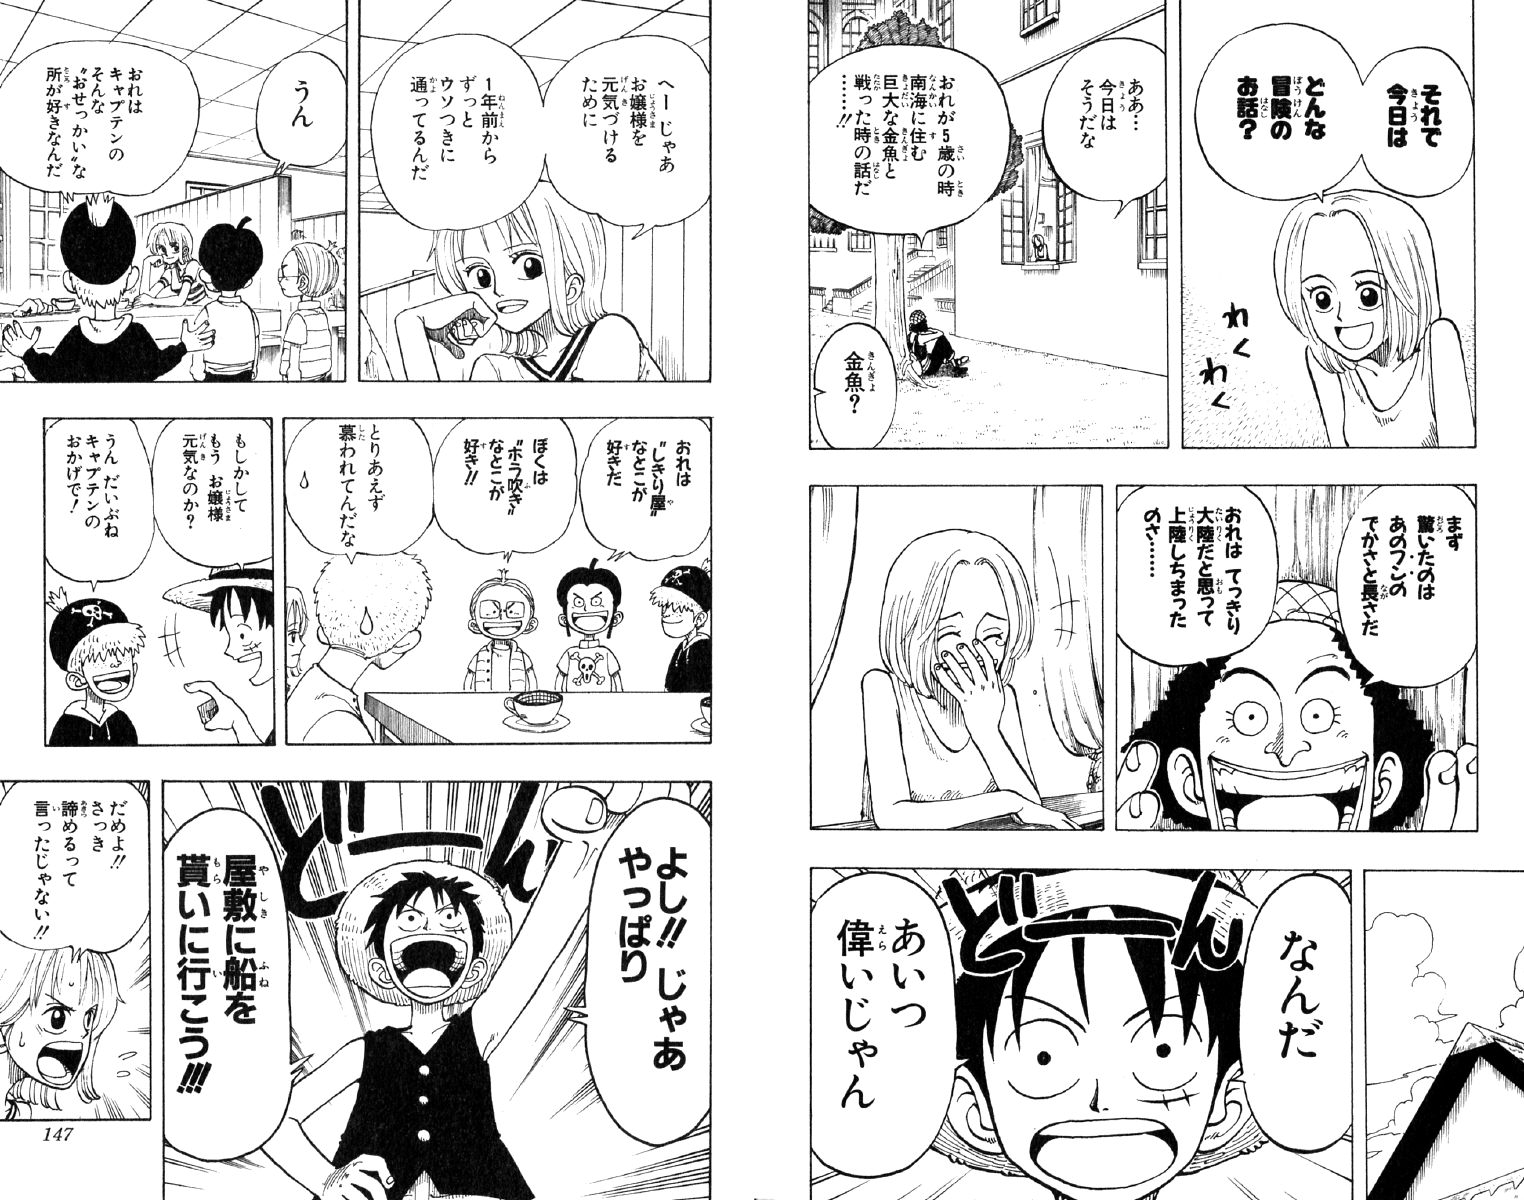 それで
今日は
どんな
冒険の
お話?
わくわく
ああ…
今日は
そうだな
おれが5歳の時
南海に住む
巨大な金魚と
戦った時の話だ
……!!
金魚?
まず
驚いたのは
あのフンの
でかさと長さだ
おれは てっきり
大陸だと思って
上陸しちまった
のさ……
なんだ
あいつ
偉いじゃん
どーん
へーじゃあ
お嬢様を
元気づける
ために
1年前から
ずっと
ウソつきに
通ってるんだ
うん
おれは
キャプテンの
そんな
“おせっかい”な
所が好きなんだ
おれは
“しきり屋”
なとこが
好きだ
ぼくは
“ホラ吹き”
なとこが
好き!!
とりあえず
慕われてんだな
もしかして
もう お嬢様
元気なのか?
うん だいぶね
キャプテンの
おかげで!
よし!! じゃあ
やっぱり
屋敷に船を
貰いに行こう!!!
どーん
だめよ!!
さっき
諦めるって
言ったじゃない!!
147